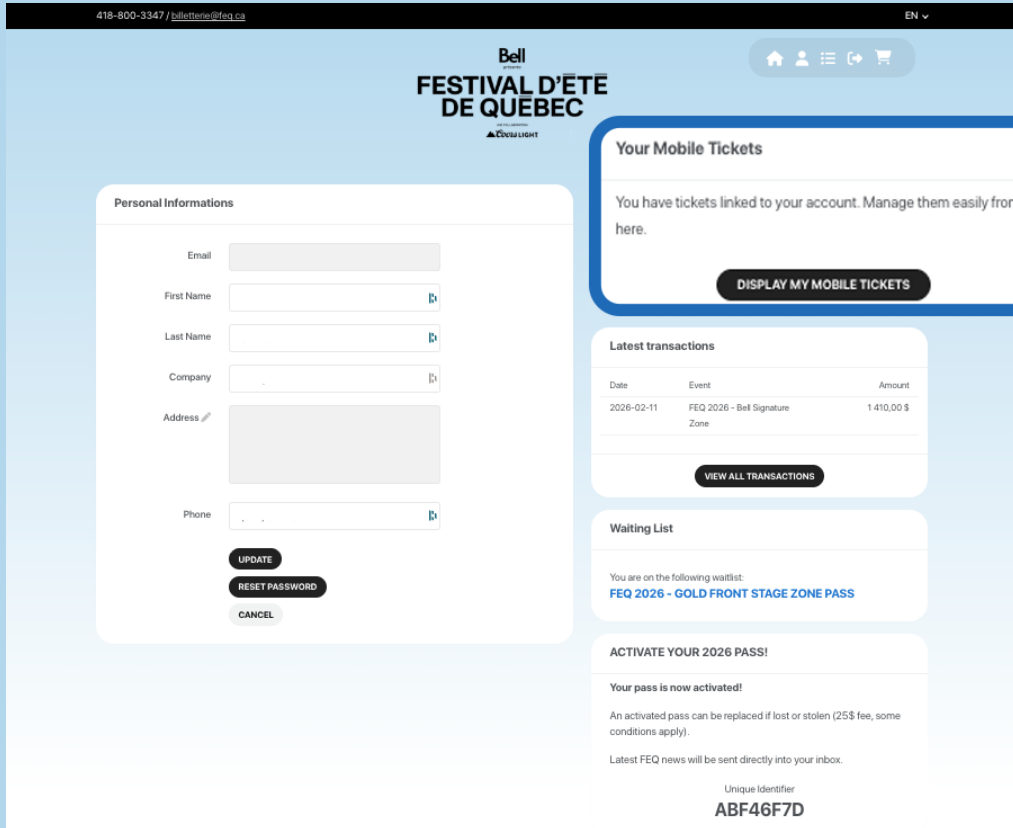 418-800-3347 / billetterie@feq.ca
EN
Bell
FESTIVAL D'ÉTÉ
DE QUÉBEC
Coors LIGHT
Your Mobile Tickets
You have tickets linked to your account. Manage them easily from
here.
DISPLAY MY MOBILE TICKETS
Personal Informations
Email
First Name
Last Name
Company
Address
Phone
UPDATE
RESET PASSWORD
CANCEL
Latest transactions
Date Event Amount
2026-02-11 FEQ 2026 - Bell Signature 1 410,00 $
Zone
VIEW ALL TRANSACTIONS
Waiting List
You are on the following waitlist:
FEQ 2026 - GOLD FRONT STAGE ZONE PASS
ACTIVATE YOUR 2026 PASS!
Your pass is now activated!
An activated pass can be replaced if lost or stolen (25$ fee, some
conditions apply).
Latest FEQ news will be sent directly into your inbox.
Unique Identifier
ABF46F7D